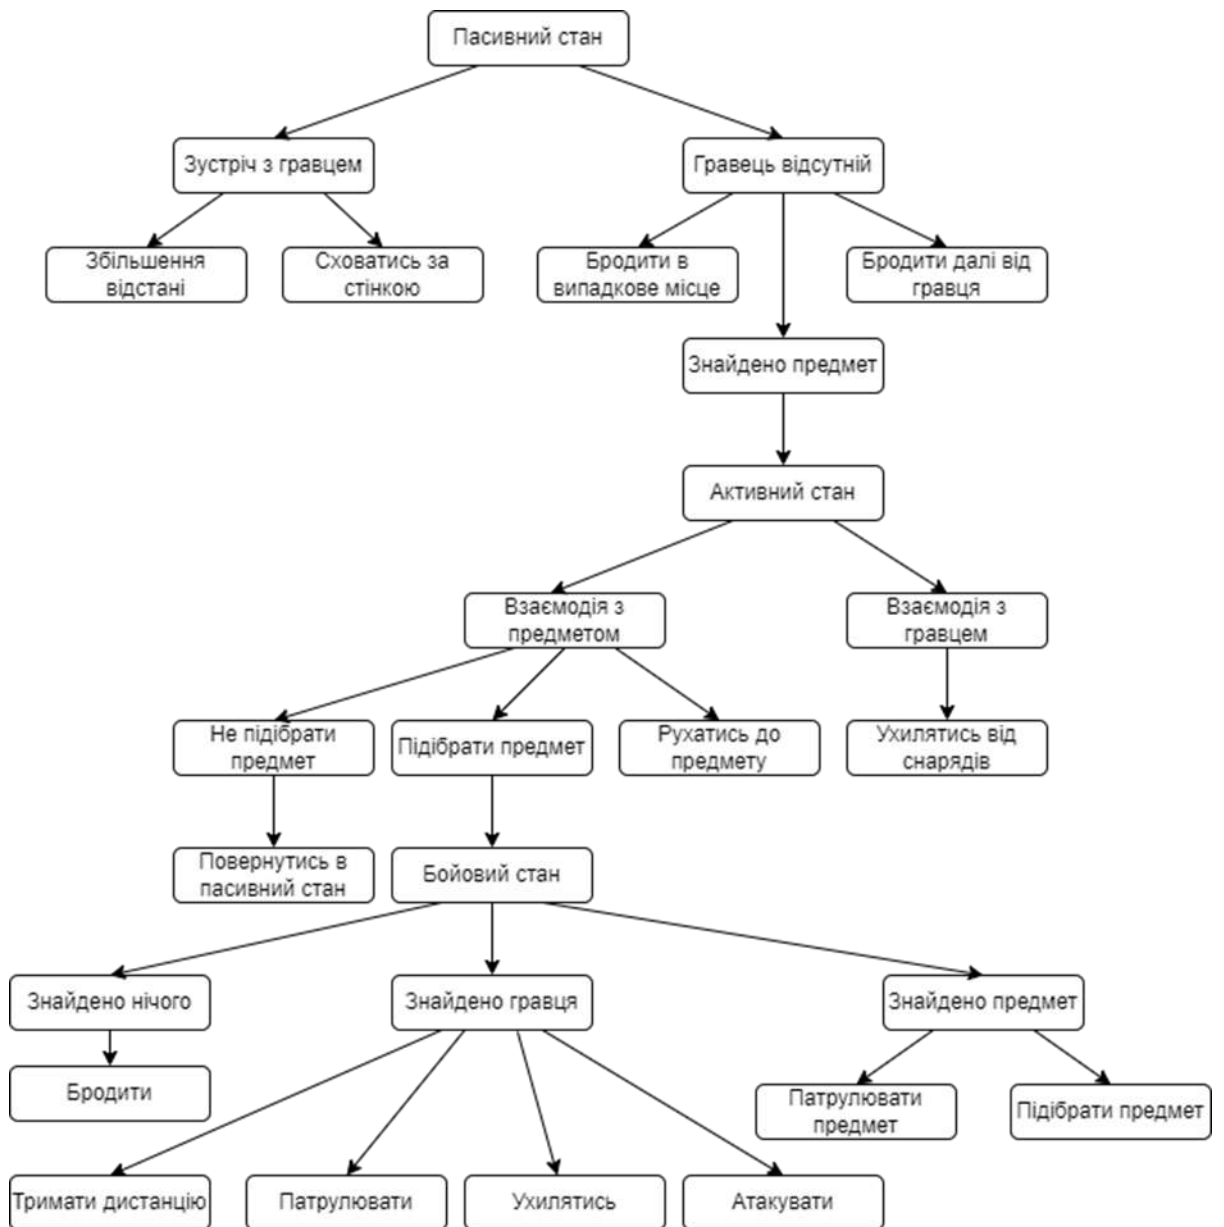 Пасивний стан
Зустріч з гравцем
Гравець відсутній
Збільшення
відстані
Сховатись за
стінкою
Бродити в
випадкове місце
Бродити далі від
гравця
Знайдено предмет
Активний стан
Взаємодія з
предметом
Взаємодія з
гравцем
Не підібрати
предмет
Підібрати предмет
Рухатись до
предмету
Ухилятись від
снарядів
Повернутись в
пасивний стан
Бойовий стан
Знайдено нічого
Знайдено гравця
Знайдено предмет
Бродити
Патрулювати
предмет
Підібрати предмет
Тримати дистанцію
Патрулювати
Ухилятись
Атакувати